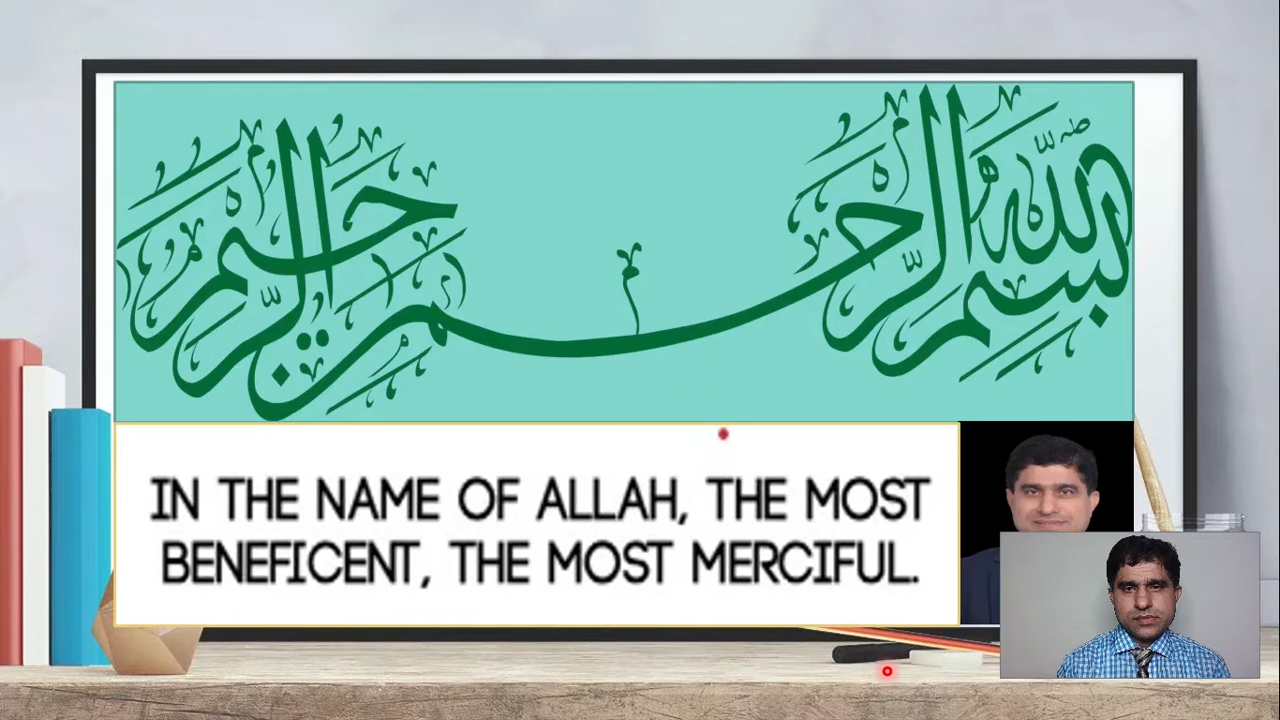 بسم الله الرحمن الرحيم
IN THE NAME OF ALLAH, THE MOST
BENEFICENT, THE MOST MERCIFUL.